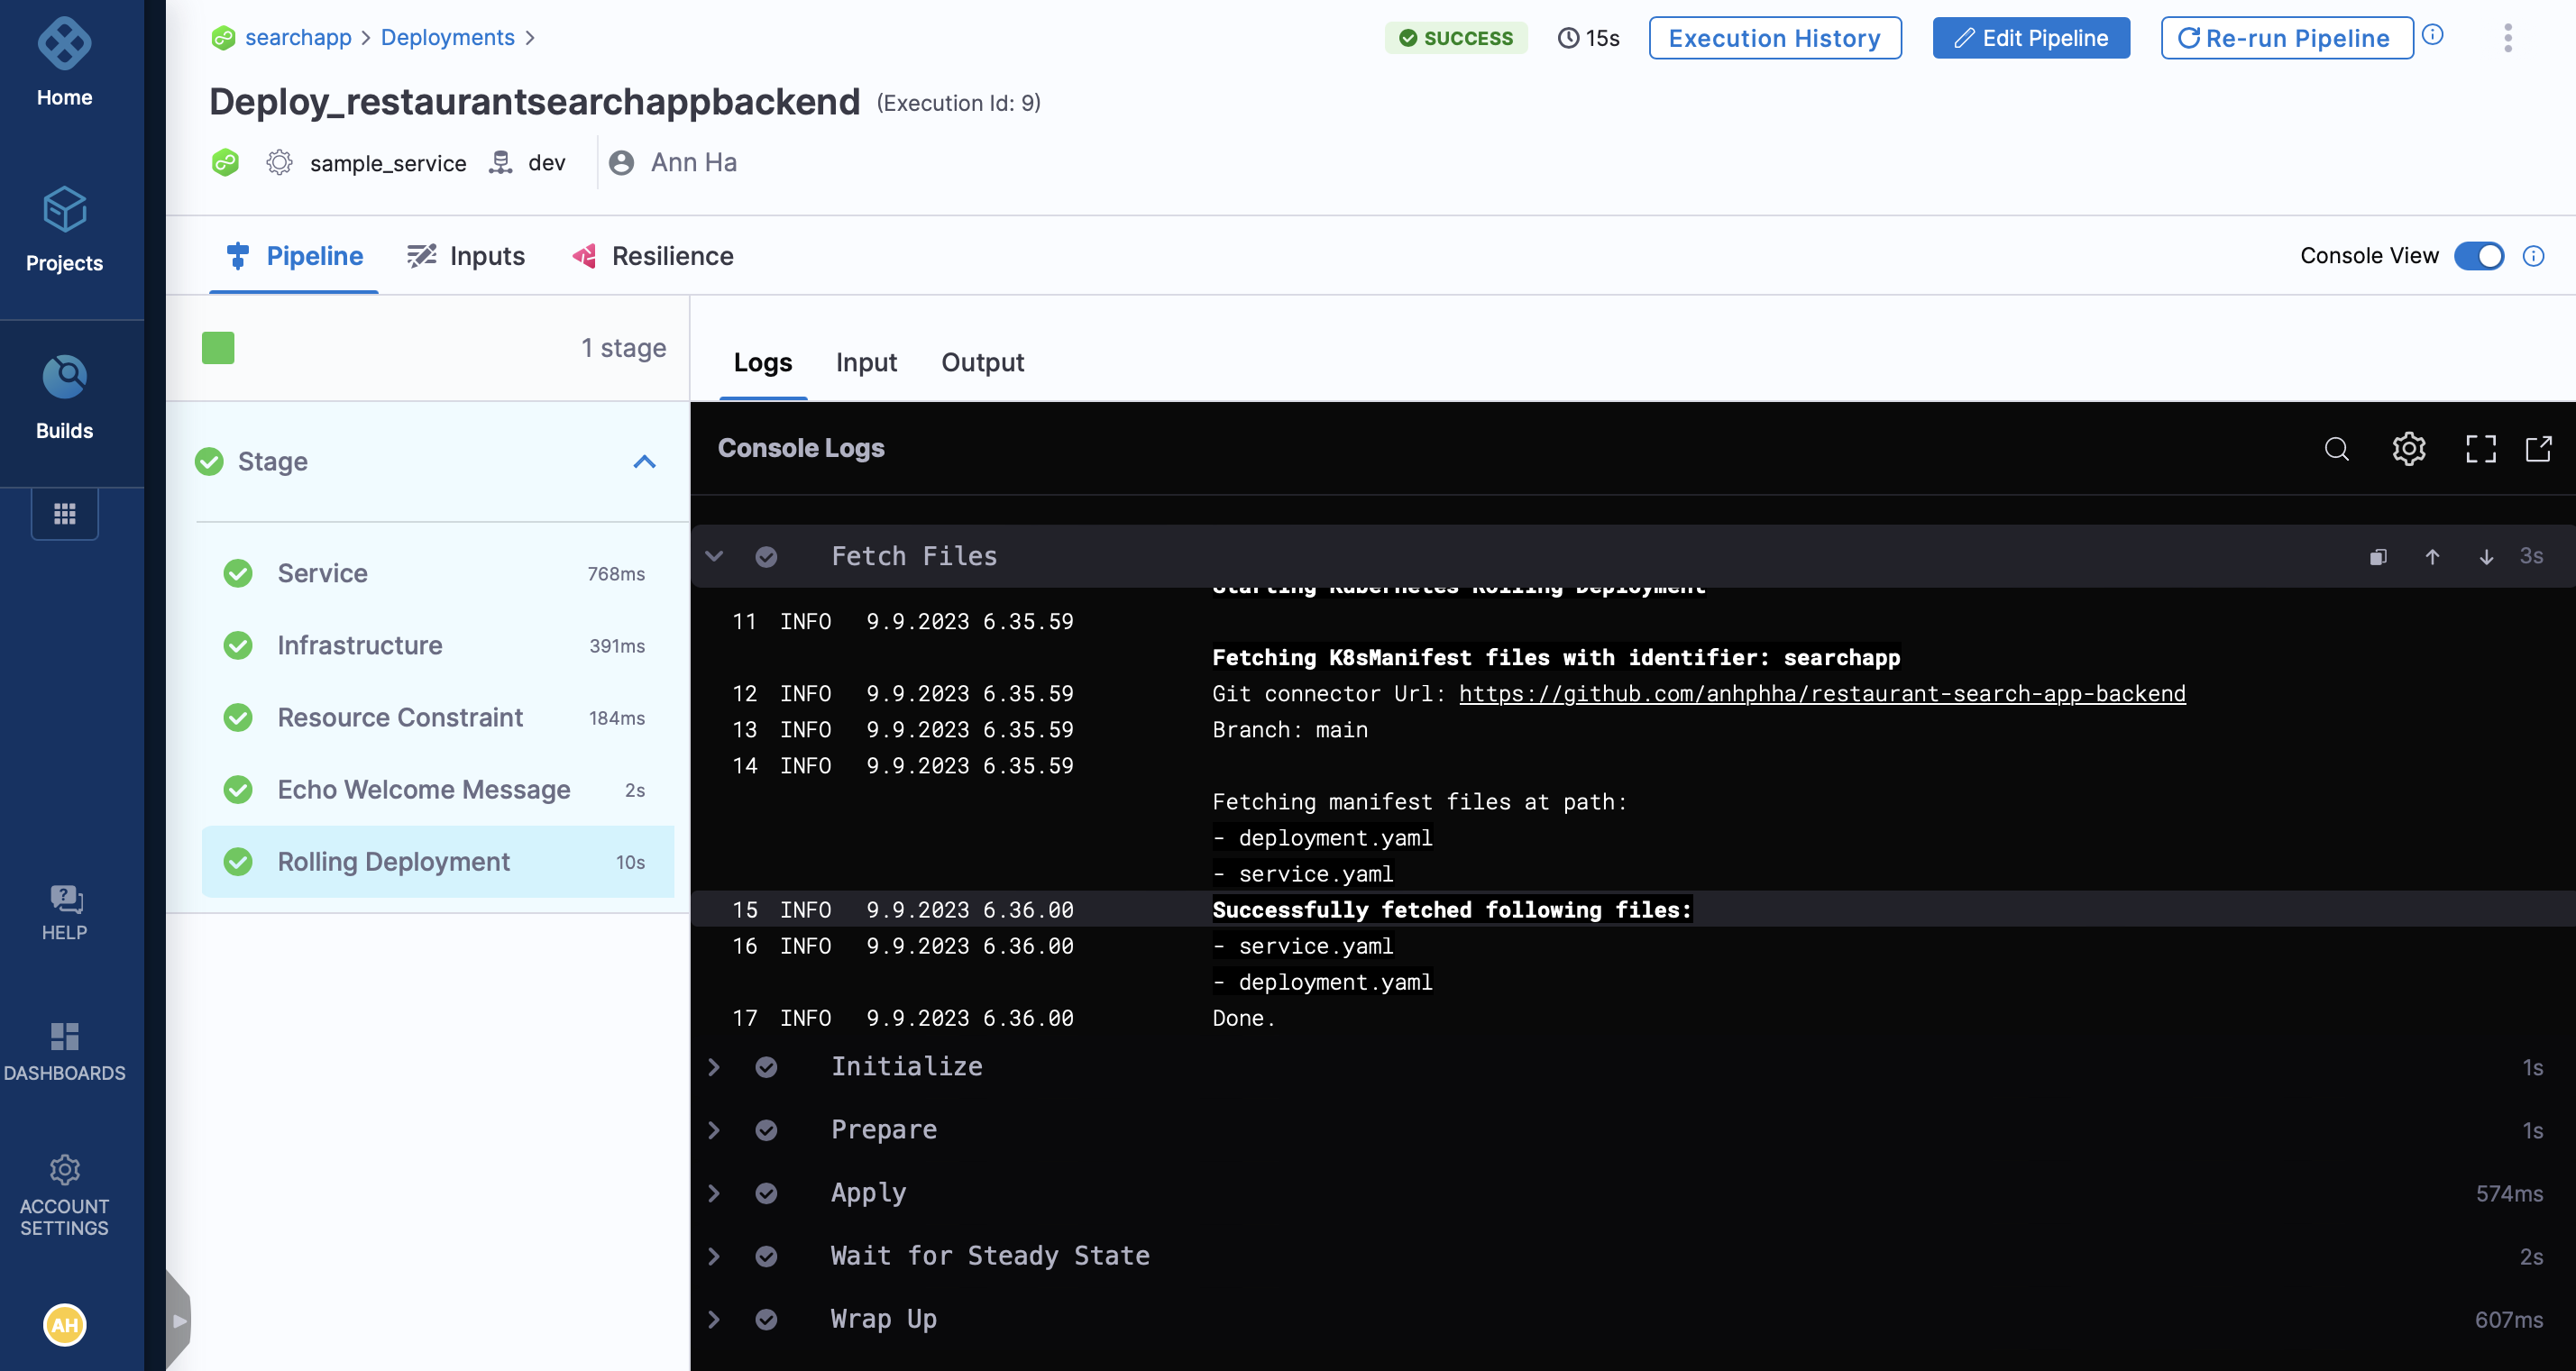 Home
Projects
Builds
HELP
DASHBOARDS
ACCOUNT
SETTINGS
AH
searchapp > Deployments >
SUCCESS
15s
Execution History
Edit Pipeline
Re-run Pipeline
Deploy_restaurantsearchappbackend (Execution Id: 9)
sample_service dev Ann Ha
Pipeline Inputs Resilience
Console View
1 stage
Stage
Service 768ms
Infrastructure 391ms
Resource Constraint 184ms
Echo Welcome Message 2s
Rolling Deployment 10s
Logs Input Output
Console Logs
Fetch Files 3s
Starting Kubernetes Rolling Deployment
11 INFO 9.9.2023 6.35.59
Fetching K8sManifest files with identifier: searchapp
12 INFO 9.9.2023 6.35.59 Git connector Url: https://github.com/anhphha/restaurant-search-app-backend
13 INFO 9.9.2023 6.35.59 Branch: main
14 INFO 9.9.2023 6.35.59
Fetching manifest files at path:
- deployment.yaml
- service.yaml
15 INFO 9.9.2023 6.36.00 Successfully fetched following files:
16 INFO 9.9.2023 6.36.00 - service.yaml
- deployment.yaml
17 INFO 9.9.2023 6.36.00 Done.
Initialize 1s
Prepare 1s
Apply 574ms
Wait for Steady State 2s
Wrap Up 607ms